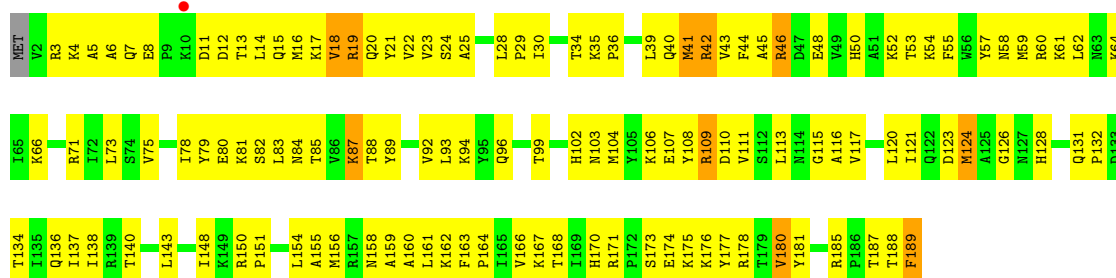 MET V2 R3 K4 A5 A6 Q7 E8 P9 K10 D11 D12 T13 L14 Q15 M16 K17 V18 R19 Q20 Y21 V22 V23 S24 A25 L28 P29 I30 T34 K35 P36 L39 Q40 M41 R42 V43 F44 A45 R46 D47 E48 V49 H50 A51 K52 T53 K54 F55 W56 Y57 N58 M59 R60 K61 L62 N63 K64
I65 K66 R71 I72 L73 S74 V75 I78 Y79 E80 K81 S82 L83 N84 T85 V86 K87 T88 Y89 V92 L93 K94 Y95 Q96 T99 H102 N103 M104 Y105 K106 E107 Y108 R109 D110 V111 S112 L113 N114 G115 A116 V117 L120 I121 Q122 D123 M124 A125 G126 N127 H128 Q131 P132 D133
T134 I135 Q136 I137 I138 R139 T140 L143 I148 K149 R150 P151 L154 A155 M156 R157 N158 A159 A160 L161 K162 F163 P164 I165 V166 K167 T168 I169 H170 R171 P172 S173 E174 K175 K176 Y177 R178 T179 V180 Y181 R185 P186 T187 T188 F189